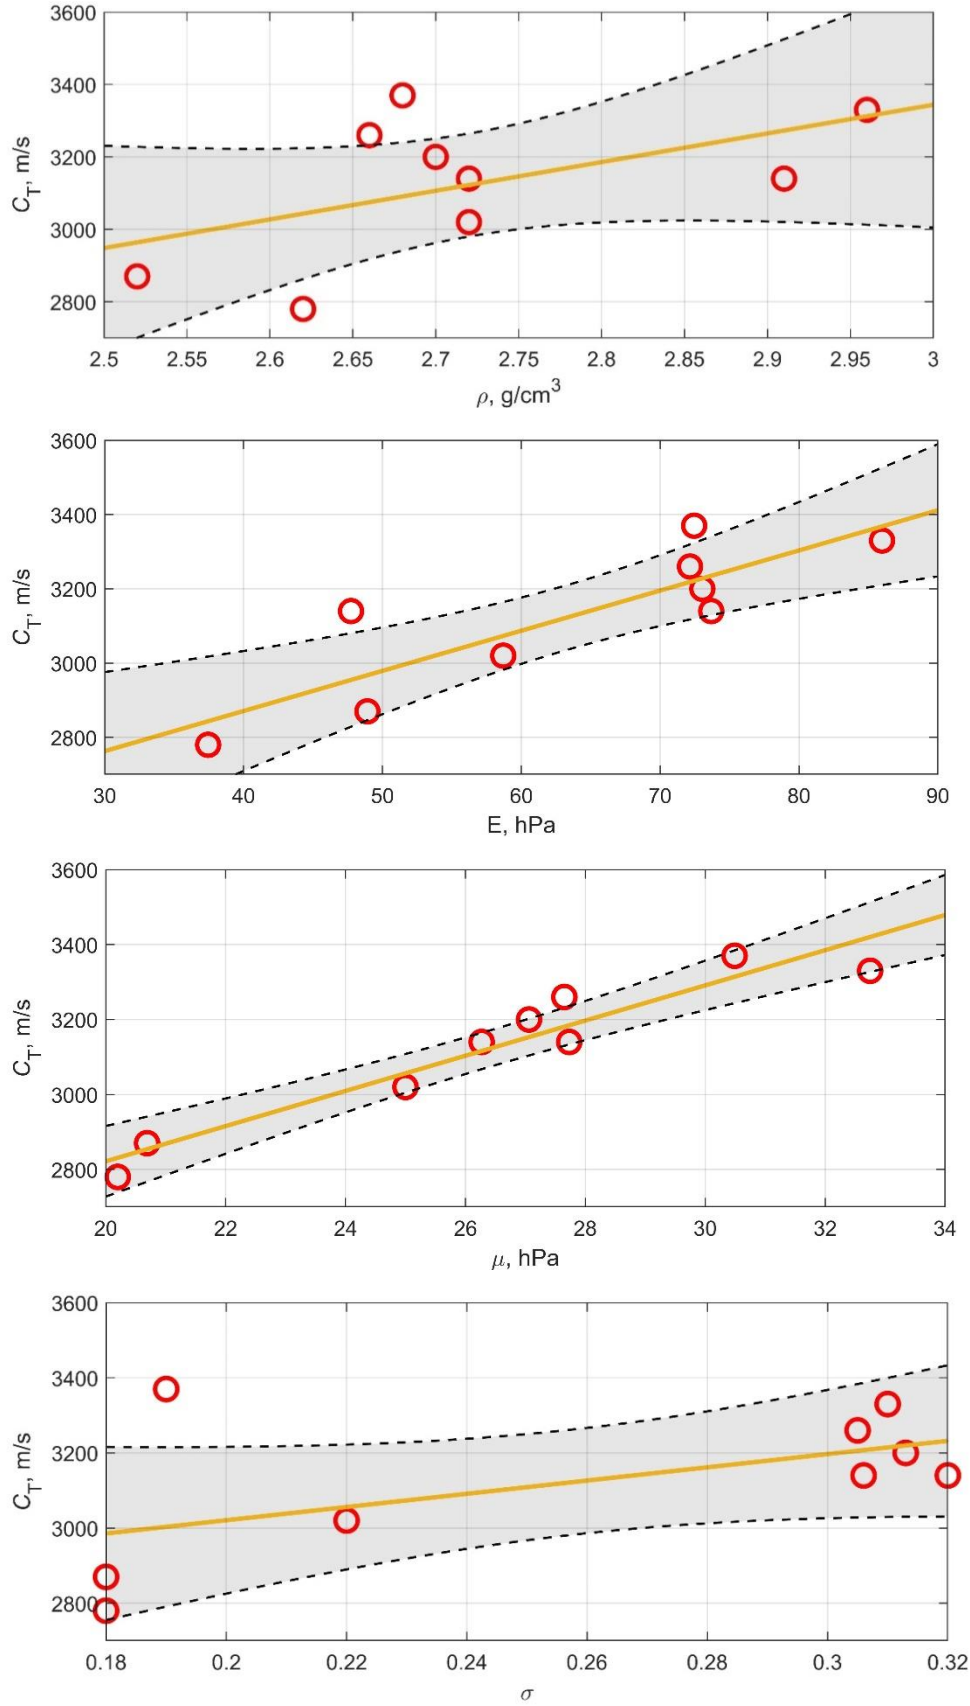 3600
3400
3200
3000
2800
C_T, m/s
2.5 2.55 2.6 2.65 2.7 2.75 2.8 2.85 2.9 2.95 3
ρ, g/cm³
3600
3400
3200
3000
2800
C_T, m/s
30 40 50 60 70 80 90
E, hPa
3600
3400
3200
3000
2800
C_T, m/s
20 22 24 26 28 30 32 34
μ, hPa
3600
3400
3200
3000
2800
C_T, m/s
0.18 0.2 0.22 0.24 0.26 0.28 0.3 0.32
σ